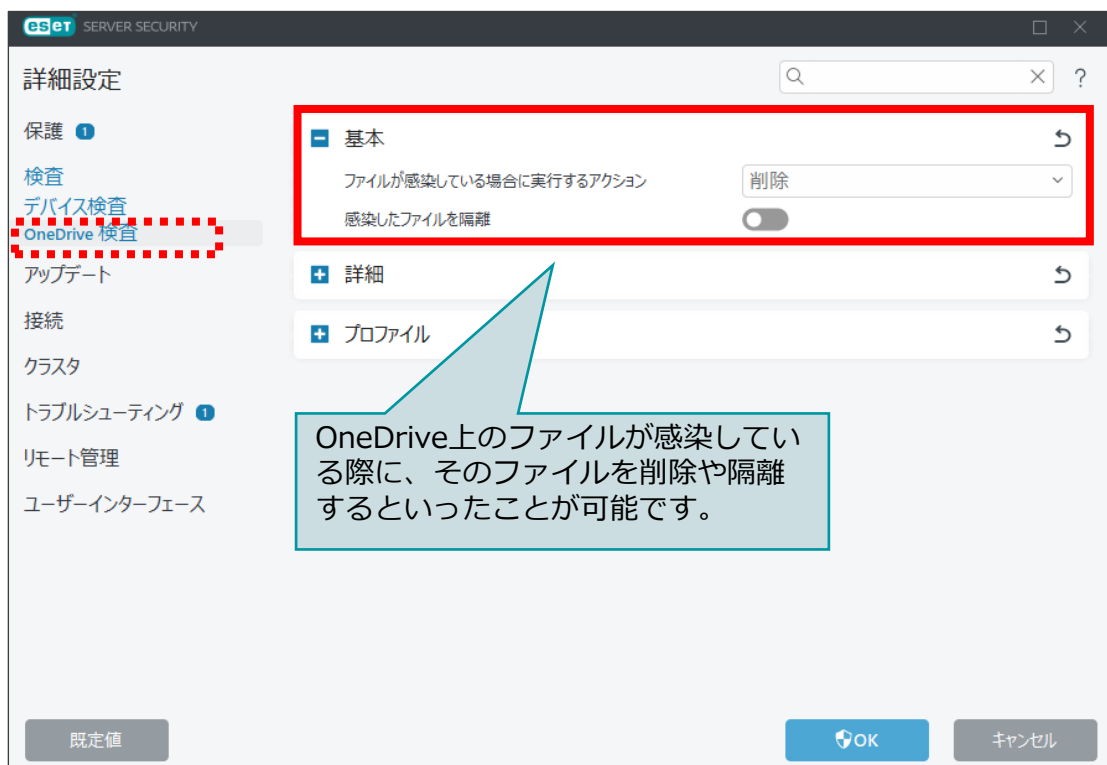 eset SERVER SECURITY
詳細設定
?
保護 1
検査
デバイス検査
OneDrive 検査
アップデート
接続
クラスタ
トラブルシューティング 1
リモート管理
ユーザーインターフェース
基本
ファイルが感染している場合に実行するアクション 削除
感染したファイルを隔離
詳細
プロファイル
OneDrive上のファイルが感染してい
る際に、そのファイルを削除や隔離
するといったことが可能です。
既定値
OK
キャンセル